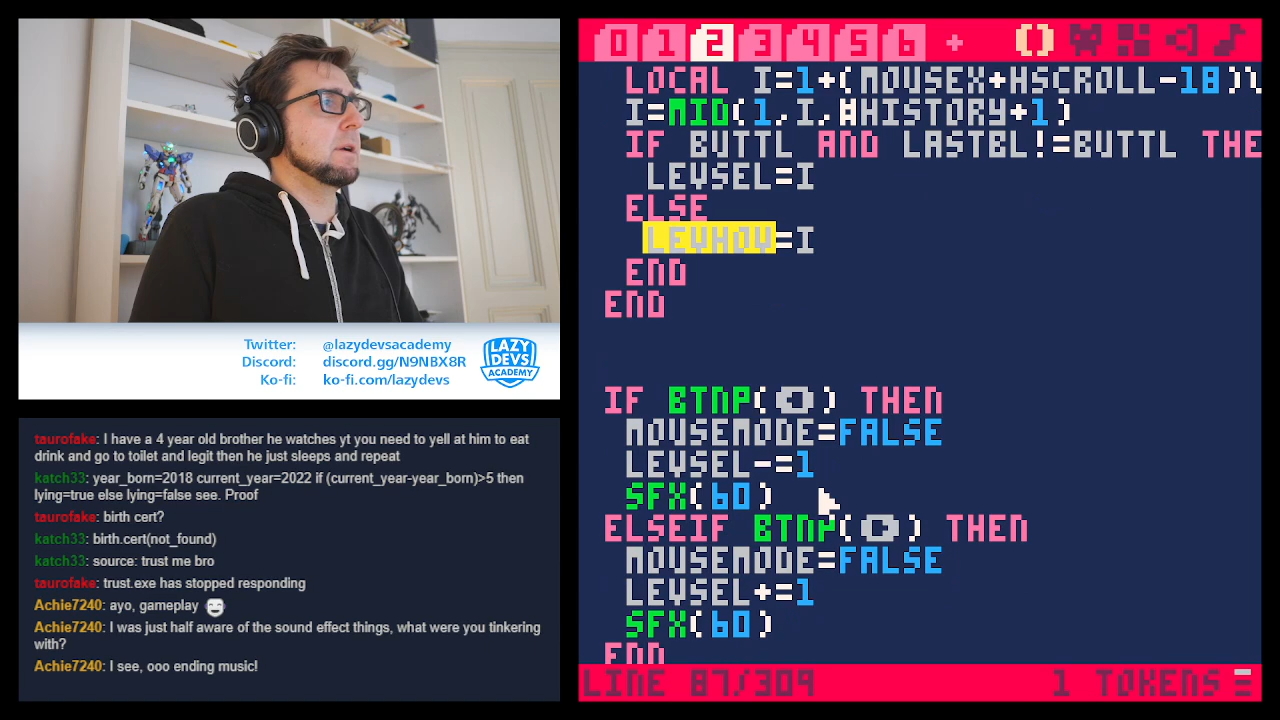 Twitter: @lazydevsacademy
Discord: discord.gg/N9NBX8R
Ko-fi: ko-fi.com/lazydevs
LAZY
DEVS
ACADEMY
taurofake: I have a 4 year old brother he watches yt you need to yell at him to eat
drink and go to toilet and legit then he just sleeps and repeat
katch33: year_born=2018 current_year=2022 if (current_year-year_born)>5 then
lying=true else lying=false see. Proof
taurofake: birth cert?
katch33: birth.cert(not_found)
katch33: source: trust me bro
taurofake: trust.exe has stopped responding
Achie7240: ayo, gameplay
Achie7240: I was just half aware of the sound effect things, what were you tinkering
with?
Achie7240: I see, ooo ending music!
0 1 2 3 4 5 6 + ()
LOCAL I=1+(MOUSEX+HSCROLL-18)\
I=MID(1,I,#HISTORY+1)
IF BUTTL AND LASTBL!=BUTTL THE
LEVSEL=I
ELSE
LEVHOV=I
END
END
IF BTNP(⬅) THEN
MOUSEMODE=FALSE
LEVSEL-=1
SFX(60)
ELSEIF BTNP(➡) THEN
MOUSEMODE=FALSE
LEVSEL+=1
SFX(60)
END
LINE 87/309 1 TOKENS